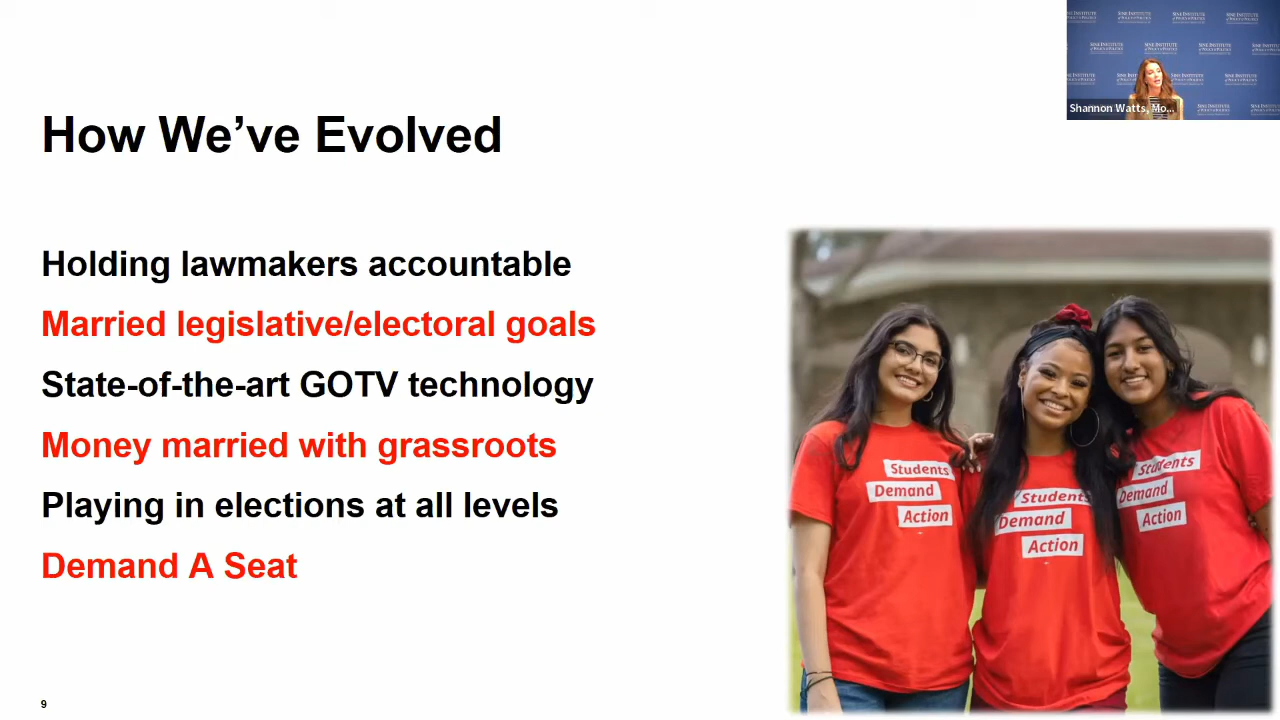 SINE INSTITUTE
Shannon Watts, Mo...
How We've Evolved
Holding lawmakers accountable
Married legislative/electoral goals
State-of-the-art GOTV technology
Money married with grassroots
Playing in elections at all levels
Demand A Seat
Students
Demand
Action
Students
Demand
Action
Students
Demand
Action
9